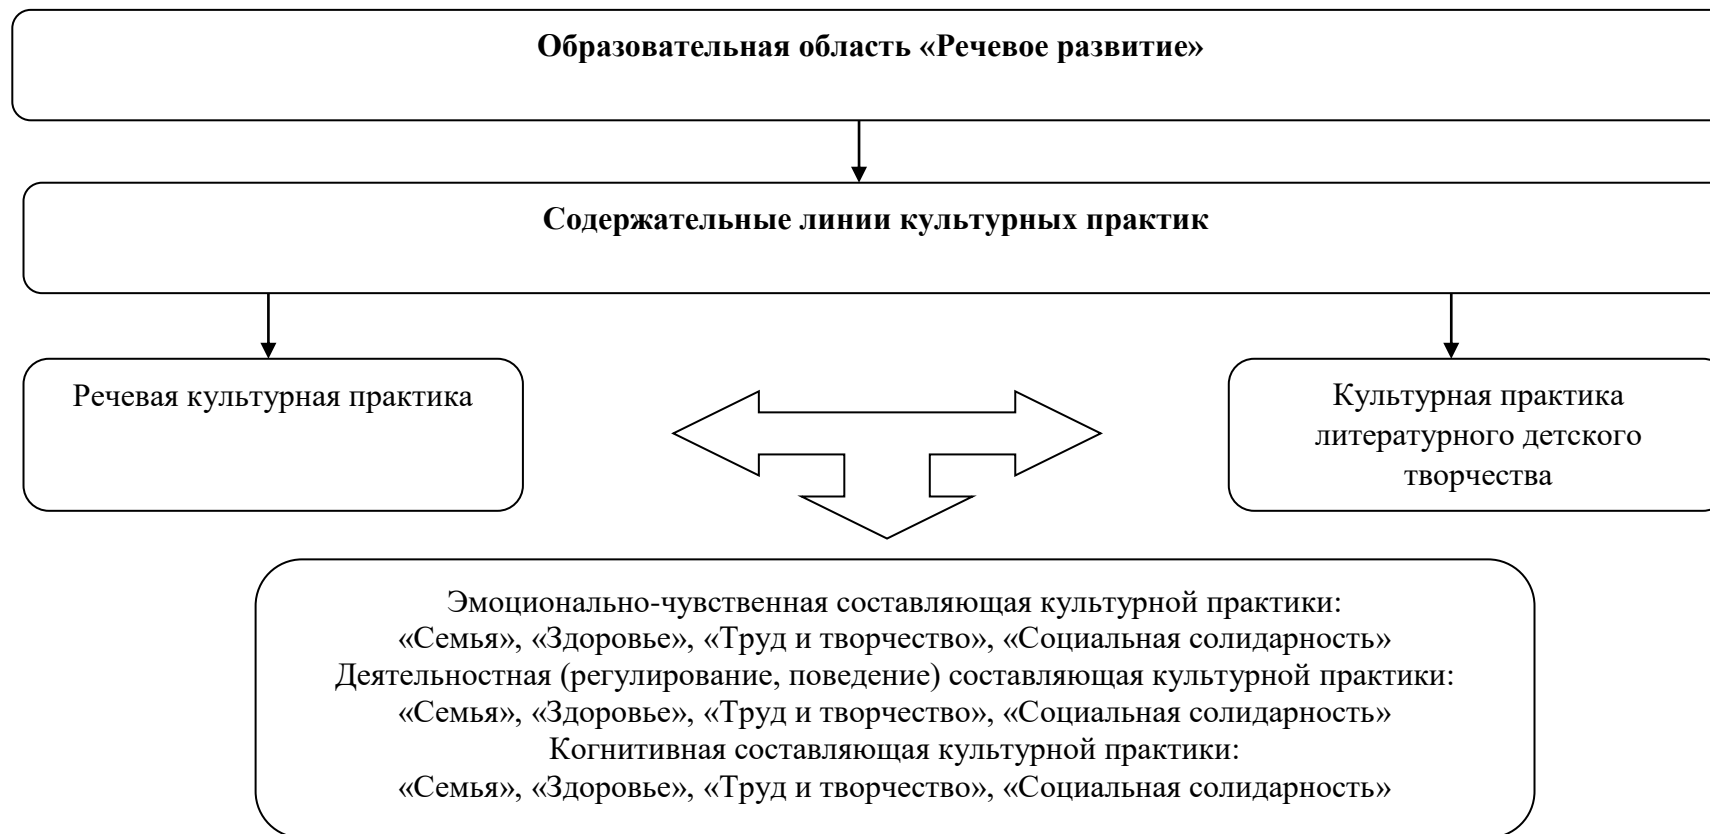 Образовательная область «Речевое развитие»
Содержательные линии культурных практик
Речевая культурная практика
Культурная практика
литературного детского
творчества
Эмоционально-чувственная составляющая культурной практики:
«Семья», «Здоровье», «Труд и творчество», «Социальная солидарность»
Деятельностная (регулирование, поведение) составляющая культурной практики:
«Семья», «Здоровье», «Труд и творчество», «Социальная солидарность»
Когнитивная составляющая культурной практики:
«Семья», «Здоровье», «Труд и творчество», «Социальная солидарность»